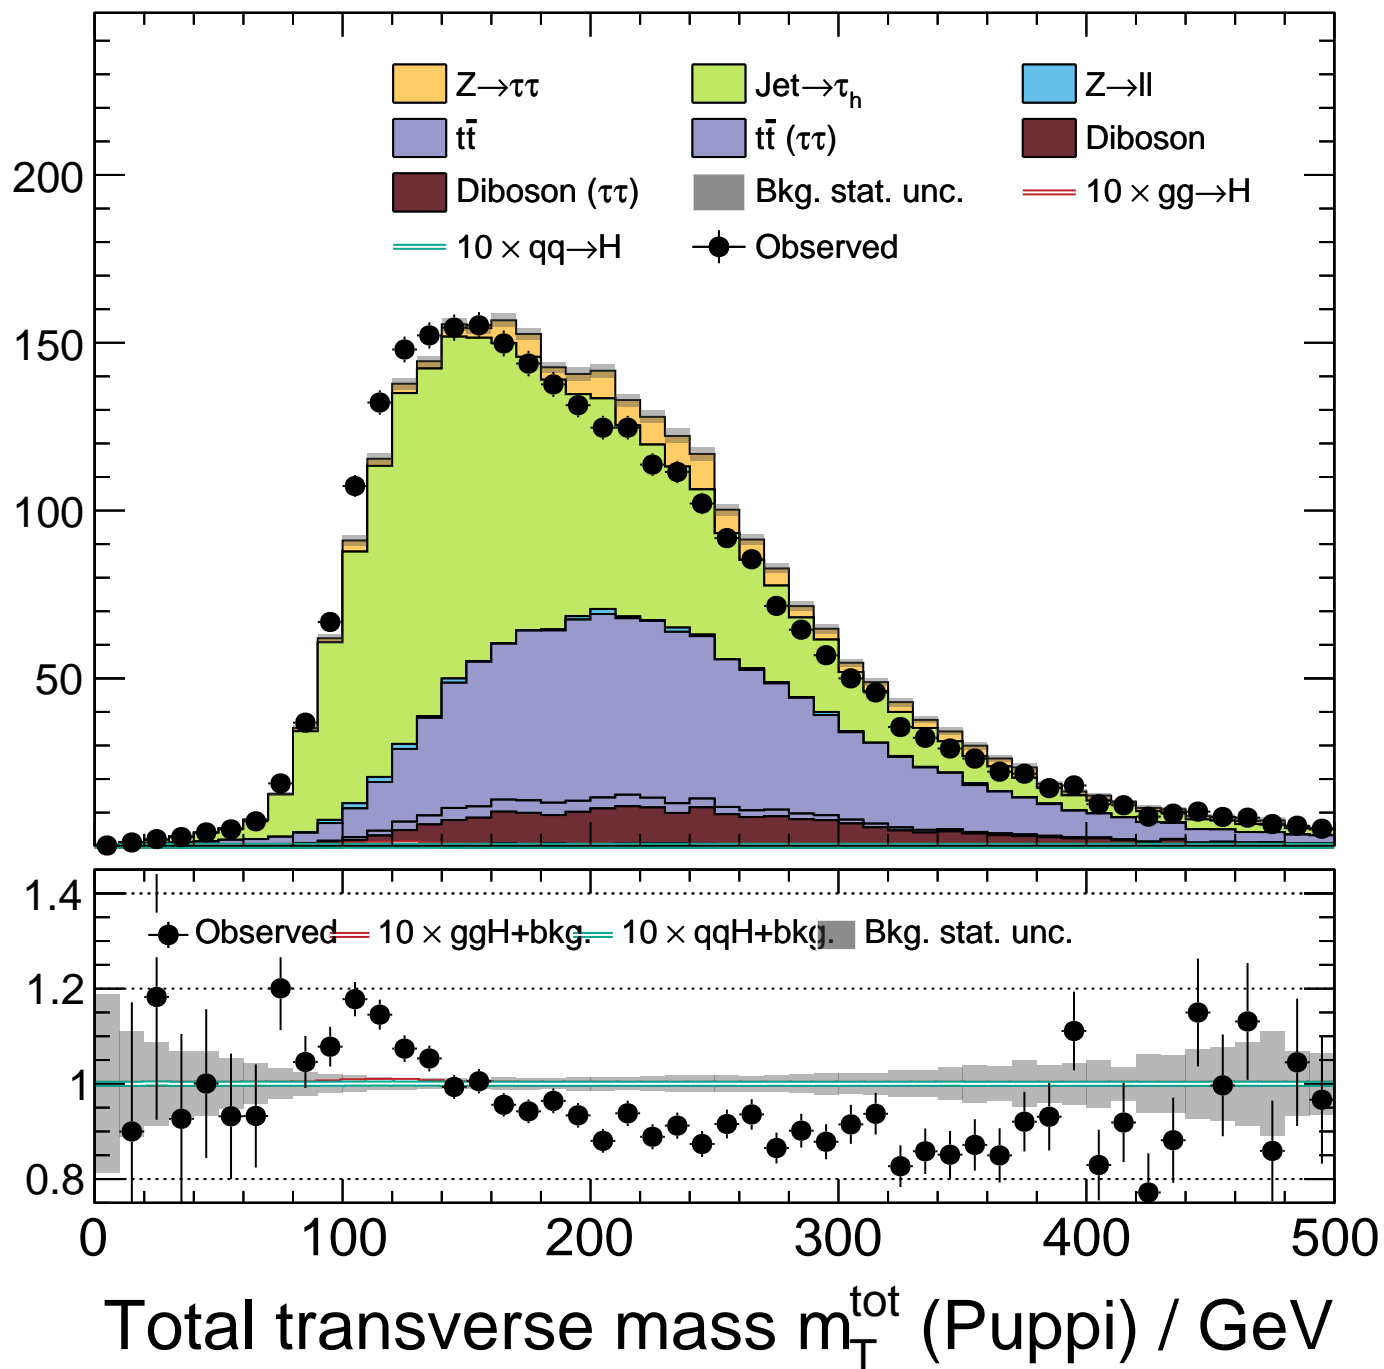 Z→ττ Jet→τh Z→ll
tt̄ tt̄ (ττ) Diboson
Diboson (ττ) Bkg. stat. unc. 10 × gg→H
10 × qq→H Observed
200
150
100
50
1.4
Observed 10 × ggH+bkg. 10 × qqH+bkg. Bkg. stat. unc.
1.2
1
0.8
0 100 200 300 400 500
Total transverse mass m_T^tot (Puppi) / GeV